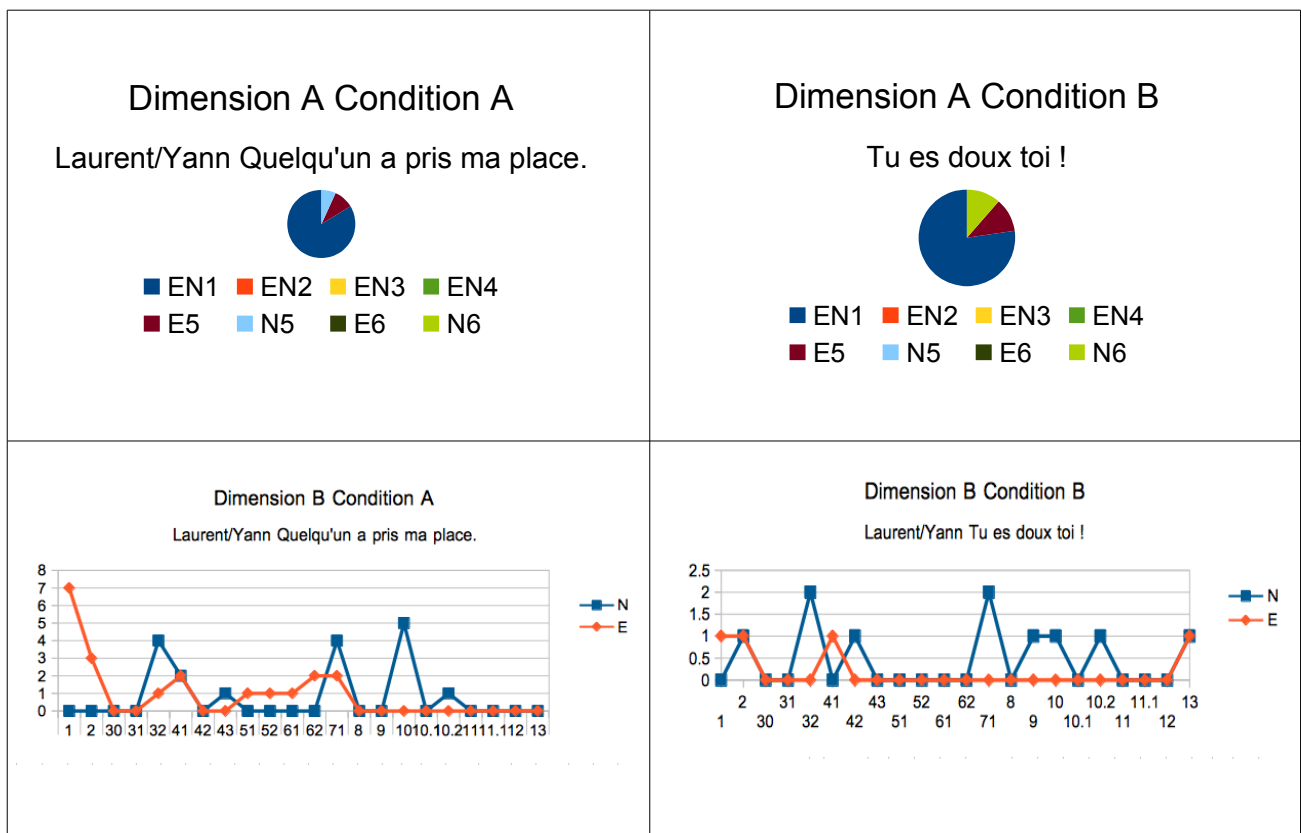 Dimension A Condition A
Laurent/Yann Quelqu'un a pris ma place.
EN1 EN2 EN3 EN4
E5 N5 E6 N6
Dimension A Condition B
Tu es doux toi !
EN1 EN2 EN3 EN4
E5 N5 E6 N6
Dimension B Condition A
Laurent/Yann Quelqu'un a pris ma place.
8
7
6
5
4
3
2
1
0
1 2 30 31 32 41 42 43 51 52 61 62 71 8 9 10 10.1 10.2 11 11.1 12 13
N
E
Dimension B Condition B
Laurent/Yann Tu es doux toi !
2.5
2
1.5
1
0.5
0
2 31 41 43 52 62 8 10 10.2 11.1 13
1 30 32 42 51 61 71 9 10.1 11 12
N
E